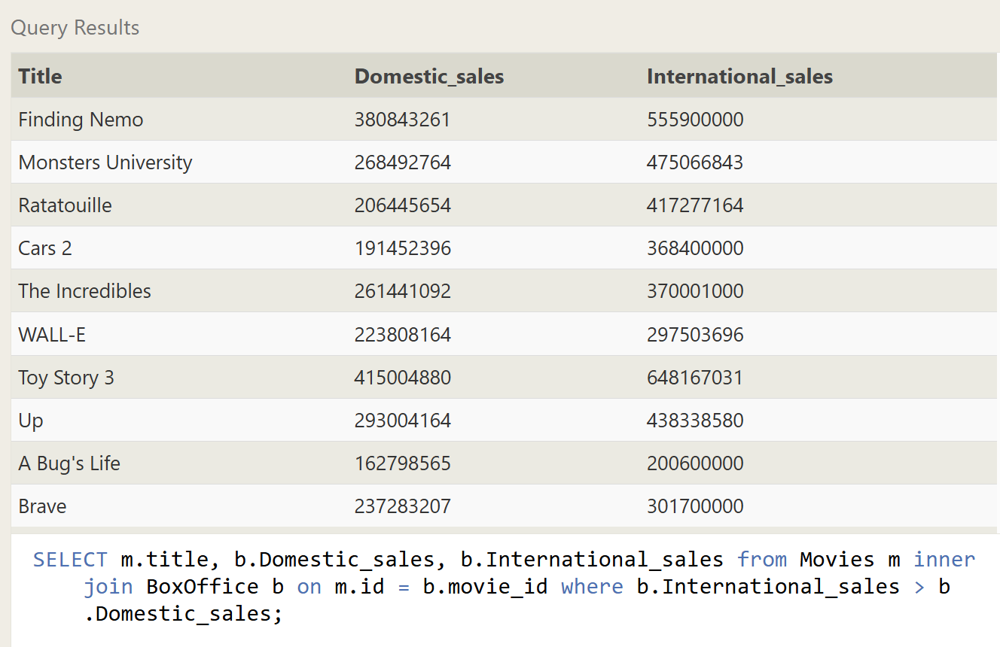 Query Results
Title Domestic_sales International_sales
Finding Nemo 380843261 555900000
Monsters University 268492764 475066843
Ratatouille 206445654 417277164
Cars 2 191452396 368400000
The Incredibles 261441092 370001000
WALL-E 223808164 297503696
Toy Story 3 415004880 648167031
Up 293004164 438338580
A Bug's Life 162798565 200600000
Brave 237283207 301700000
SELECT m.title, b.Domestic_sales, b.International_sales from Movies m inner
join BoxOffice b on m.id = b.movie_id where b.International_sales > b
.Domestic_sales;